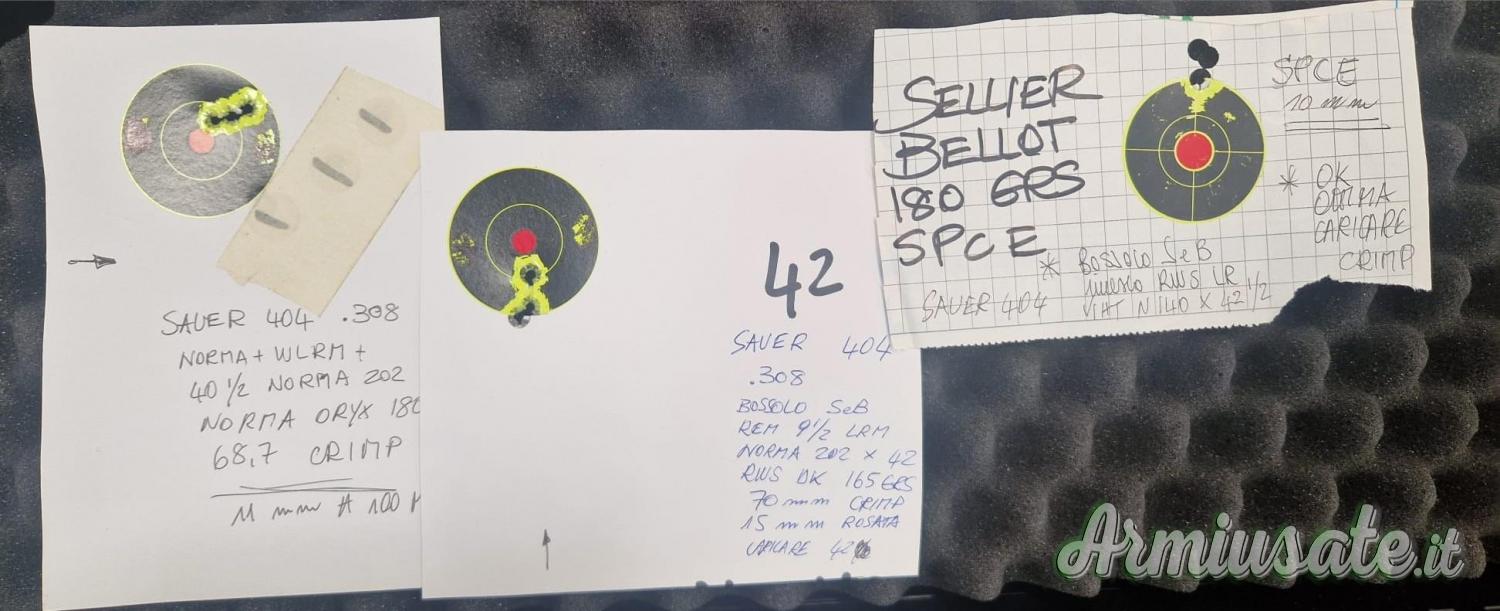 SAUER 404 .308
NORMA + WLRM +
40 1/2 NORMA 202
NORMA ORYX 180
68,7 CRIMP
11 mm A 100 M
42
SAUER 404
.308
BOSSOLO SeB
REM 9 1/2 LRM
NORMA 202 x 42
RWS DK 165 GRS
70 mm CRIMP
15 mm ROSATA
CARICARE 42
SELLIER
BELLOT
180 GRS
SPCE
SAUER 404
* BOSSOLO SeB
innesco RWS LR
VIHT N140 x 42 1/2
SPCE
10 mm
* OK
OTTIMA
CARICARE
CRIMP
Armiusate.it